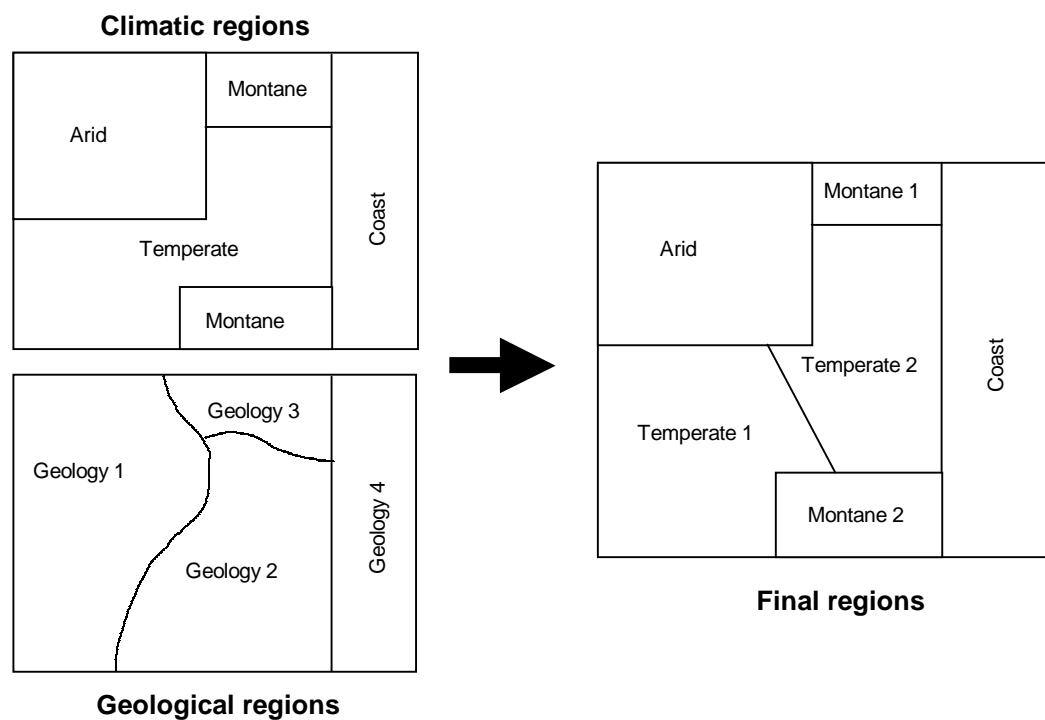 Climatic regions
Montane
Arid
Coast
Temperate
Montane
Geology 3
Geology 1
Geology 4
Geology 2
Geological regions
Montane 1
Arid
Coast
Temperate 2
Temperate 1
Montane 2
Final regions